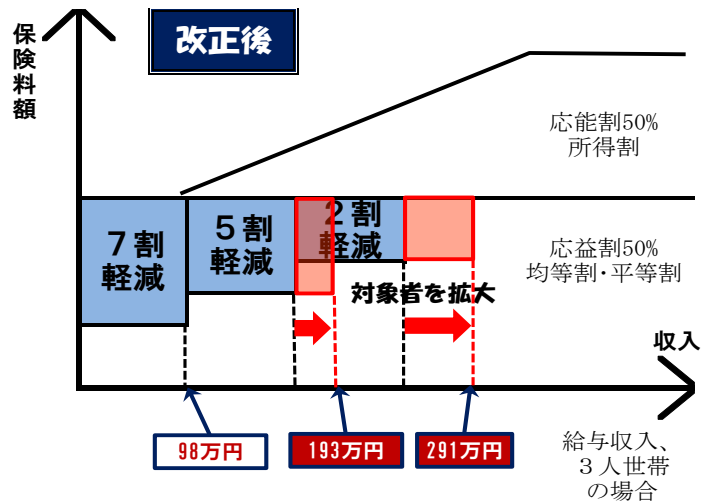 保険料額
改正後
応能割50%
所得割
7割
軽減
5割
軽減
2割
軽減
応益割50%
均等割・平等割
対象者を拡大
収入
98万円
193万円
291万円
給与収入、
3人世帯
の場合